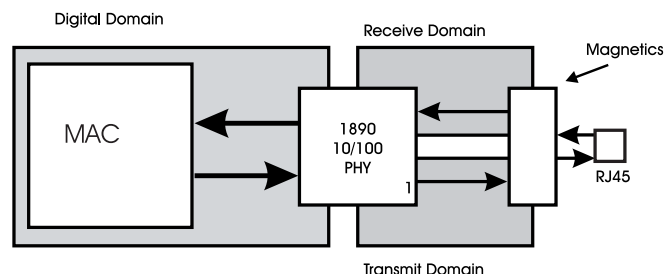 Digital Domain
Receive Domain
Magnetics
MAC
1890
10/100
PHY
1
RJ45
Transmit Domain